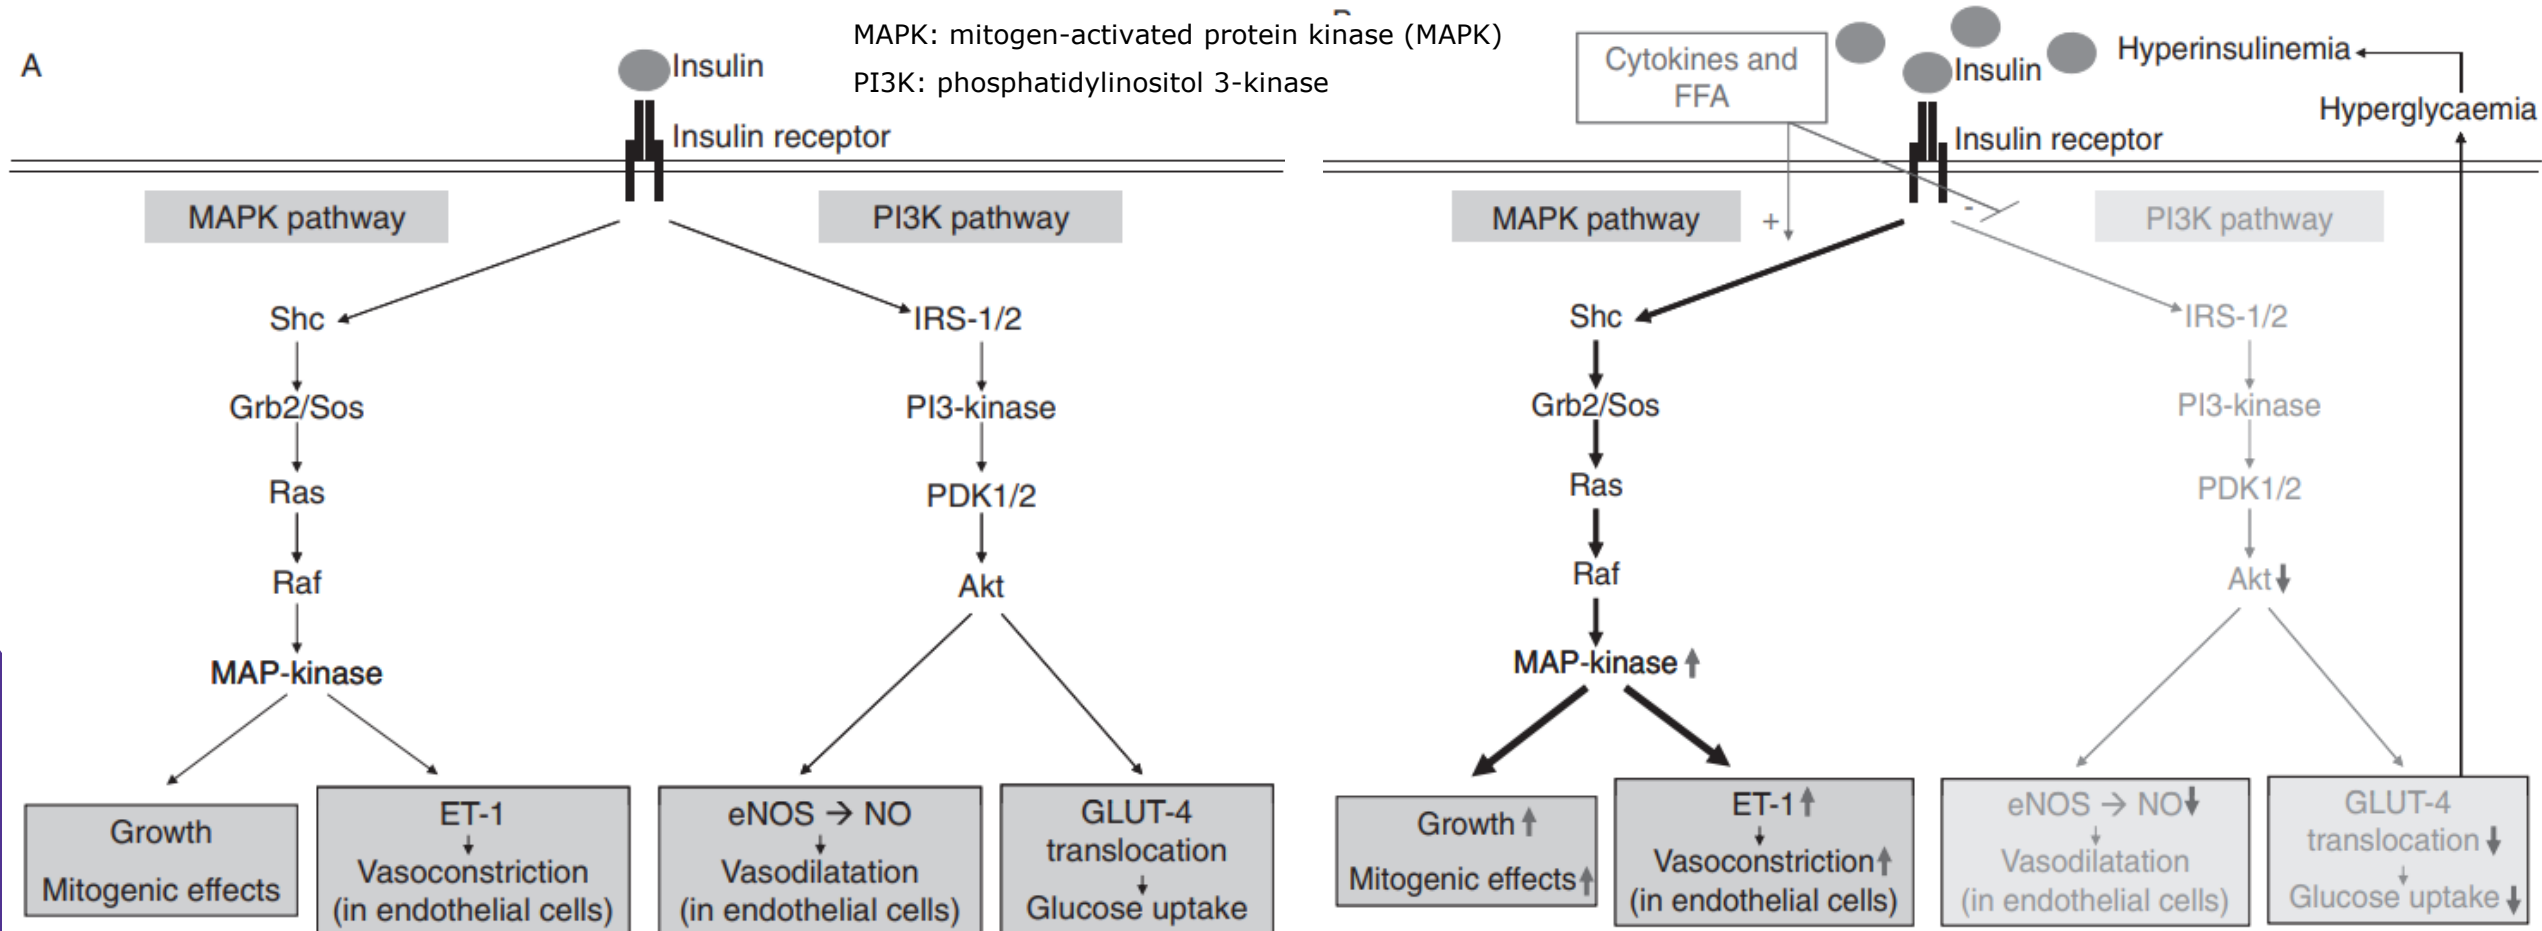 A
Insulin
Insulin receptor
MAPK: mitogen-activated protein kinase (MAPK)
PI3K: phosphatidylinositol 3-kinase
MAPK pathway
PI3K pathway
Shc
IRS-1/2
Grb2/Sos
PI3-kinase
Ras
PDK1/2
Raf
Akt
MAP-kinase
Growth
Mitogenic effects
ET-1
Vasoconstriction
(in endothelial cells)
eNOS → NO
Vasodilatation
(in endothelial cells)
GLUT-4
translocation
Glucose uptake
Cytokines and
FFA
Insulin
Hyperinsulinemia
Hyperglycaemia
Insulin receptor
MAPK pathway
+
-
PI3K pathway
Shc
IRS-1/2
Grb2/Sos
PI3-kinase
Ras
PDK1/2
Raf
Akt
MAP-kinase
Growth
Mitogenic effects
ET-1
Vasoconstriction
(in endothelial cells)
eNOS → NO
Vasodilatation
(in endothelial cells)
GLUT-4
translocation
Glucose uptake